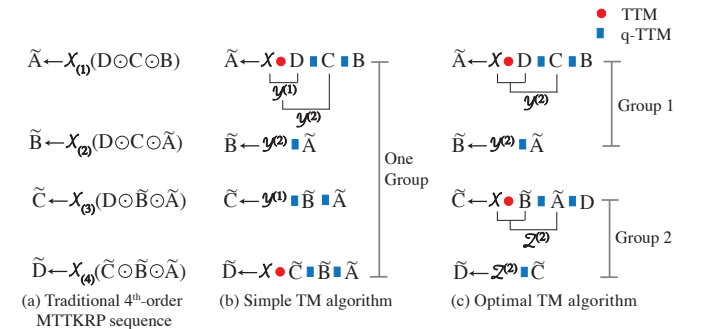 ● TTM
■ q-TTM
Ã←X₍₁₎(D⊙C⊙B)
Ã←X●D■C■B
𝒴⁽¹⁾
𝒴⁽²⁾
Ã←X●D■C■B
𝒴⁽²⁾
Group 1
B̃←X₍₂₎(D⊙C⊙Ã)
B̃←𝒴⁽²⁾■Ã
B̃←𝒴⁽²⁾■Ã
One
Group
C̃←X₍₃₎(D⊙B̃⊙Ã)
C̃←𝒴⁽¹⁾■B̃■Ã
C̃←X●B̃■Ã■D
𝒵⁽²⁾
Group 2
D̃←X₍₄₎(C̃⊙B̃⊙Ã)
D̃←X●C̃■B̃■Ã
D̃←𝒵⁽²⁾■C̃
(a) Traditional 4ᵗʰ-order
MTTKRP sequence
(b) Simple TM algorithm
(c) Optimal TM algorithm